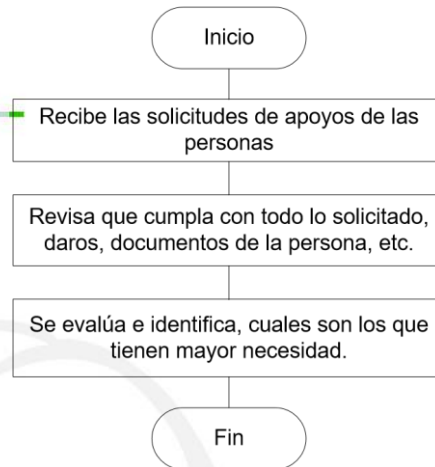 Inicio
Recibe las solicitudes de apoyos de las
personas
Revisa que cumpla con todo lo solicitado,
daros, documentos de la persona, etc.
Se evalúa e identifica, cuales son los que
tienen mayor necesidad.
Fin